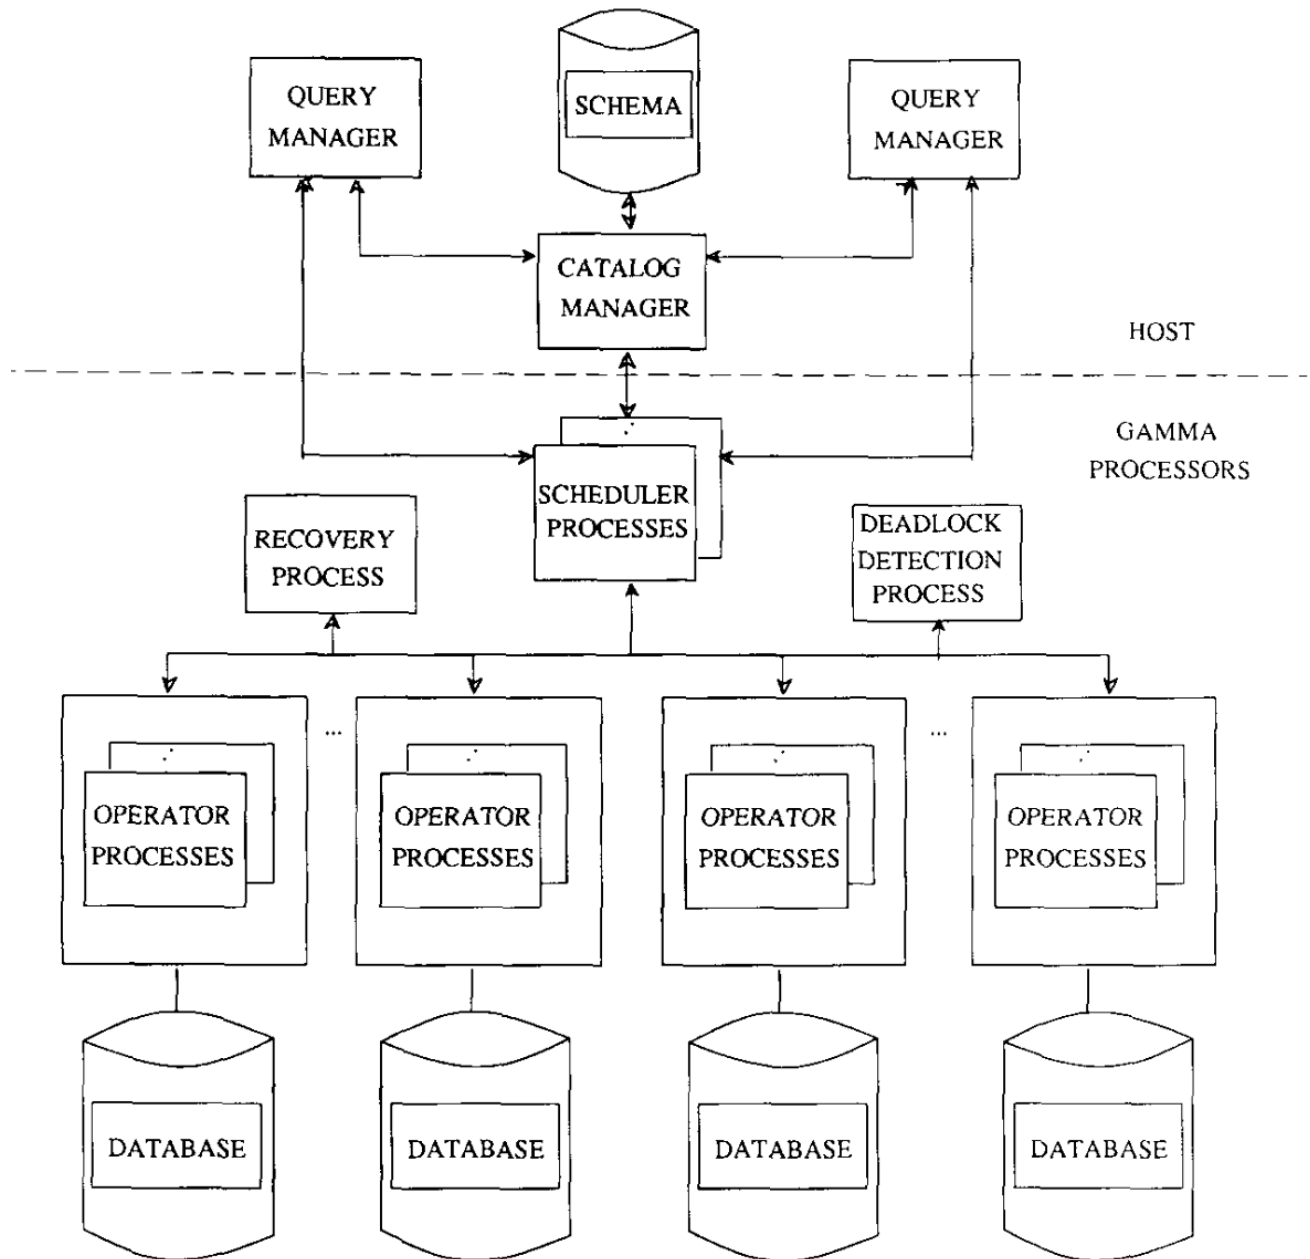 QUERY
MANAGER
SCHEMA
QUERY
MANAGER
CATALOG
MANAGER
HOST
GAMMA
PROCESSORS
SCHEDULER
PROCESSES
RECOVERY
PROCESS
DEADLOCK
DETECTION
PROCESS
...
...
OPERATOR
PROCESSES
OPERATOR
PROCESSES
OPERATOR
PROCESSES
OPERATOR
PROCESSES
DATABASE
DATABASE
DATABASE
DATABASE